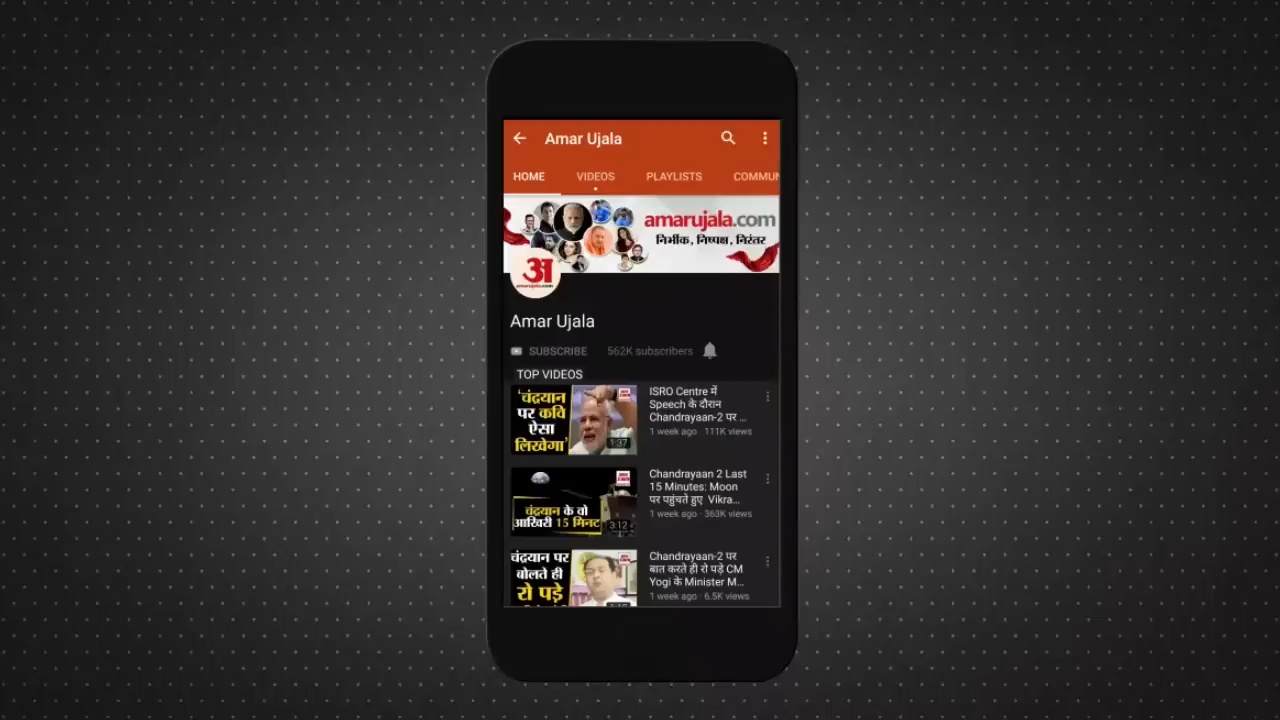 Amar Ujala
HOME VIDEOS PLAYLISTS COMMUN
amarujala.com
निर्भीक, निष्पक्ष, निरंतर
अ
amarujala.com
Amar Ujala
SUBSCRIBE 562K subscribers
TOP VIDEOS
'चंद्रयान
पर कवि
ऐसा
लिखेगा'
1:37
ISRO Centre में
Speech के दौरान
Chandrayaan-2 पर ...
1 week ago · 111K views
चंद्रयान के वो
आखिरी 15 मिनट
3:12
Chandrayaan 2 Last
15 Minutes: Moon
पर पहुंचते हुए Vikra...
1 week ago · 363K views
चंद्रयान पर
बोलते ही
रो पड़े
Chandrayaan-2 पर
बात करते ही रो पड़े CM
Yogi के Minister M...
1 week ago · 6.5K views